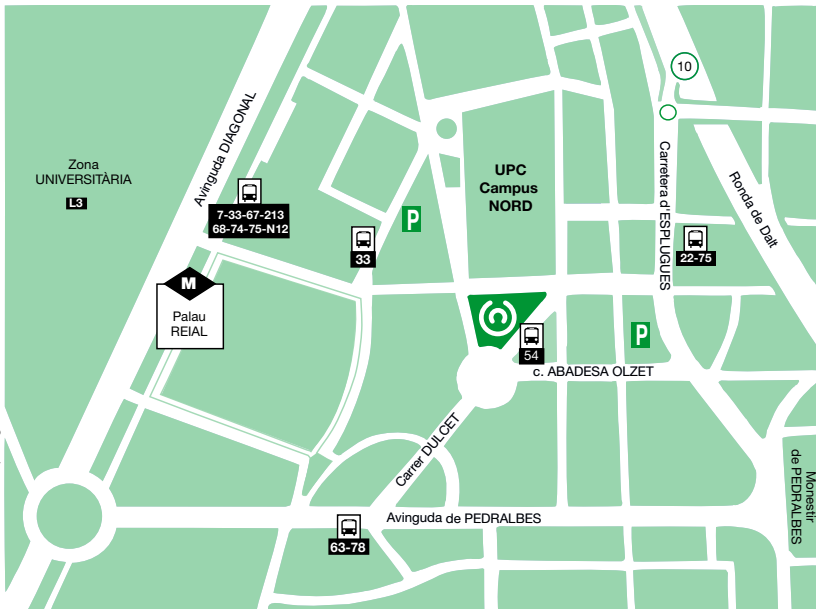 10
Zona
UNIVERSITÀRIA
L3
Avinguda DIAGONAL
UPC
Campus
NORD
P
Carretera d'ESPLUGUES
Ronda de Dalt
7-33-67-213
68-74-75-N12
33
22-75
M
Palau
REIAL
54
P
c. ABADESA OLZET
Carrer DULCET
Avinguda de PEDRALBES
63-78
Monestir
de PEDRALBES